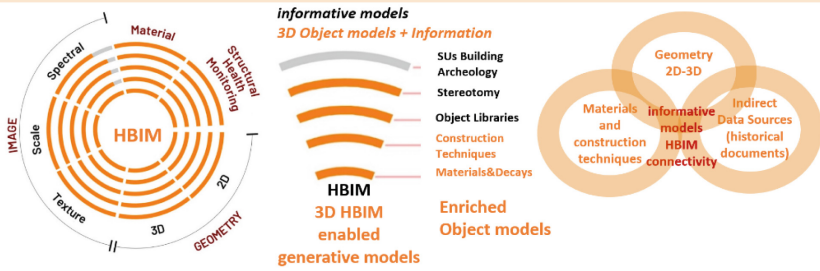 I
Spectral
Material
Structural
Health
Monitoring
IMAGE
Scale
HBIM
Texture
3D
2D
GEOMETRY
I
II
informative models
3D Object models + Information
SUs Building
Archeology
Stereotomy
Object Libraries
Construction
Techniques
Materials&Decays
HBIM
3D HBIM
enabled
generative models
Enriched
Object models
Geometry
2D-3D
Materials
and
construction
techniques
informative
models
HBIM
connectivity
Indirect
Data Sources
(historical
documents)